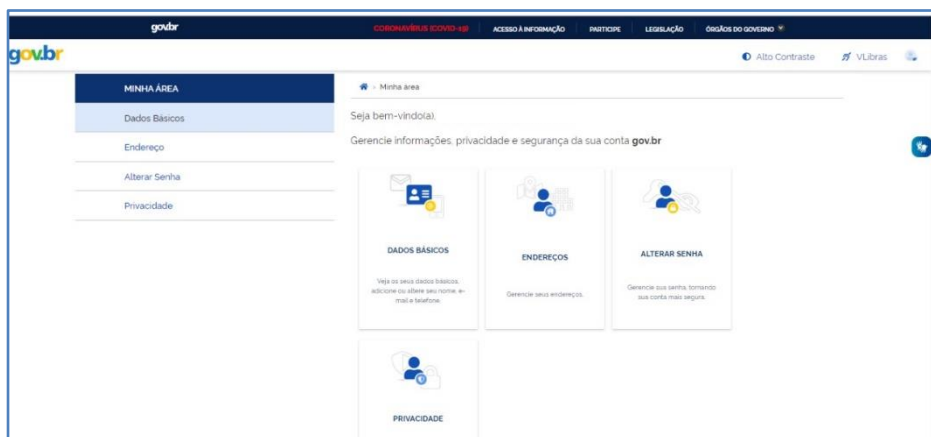 gov.br
CORONAVÍRUS (COVID-19)
ACESSO À INFORMAÇÃO
PARTICIPE
LEGISLAÇÃO
ÓRGÃOS DO GOVERNO
gov.br
Alto Contraste
VLibras
MINHA ÁREA
Dados Básicos
Endereço
Alterar Senha
Privacidade
> Minha área
Seja bem-vindo(a).
Gerencie informações, privacidade e segurança da sua conta gov.br
DADOS BÁSICOS
Veja os seus dados básicos,
adicione ou altere seu nome, e-
mail e telefone.
ENDEREÇOS
Gerencie seus endereços.
ALTERAR SENHA
Gerencie sua senha, tornando
sua conta mais segura.
PRIVACIDADE